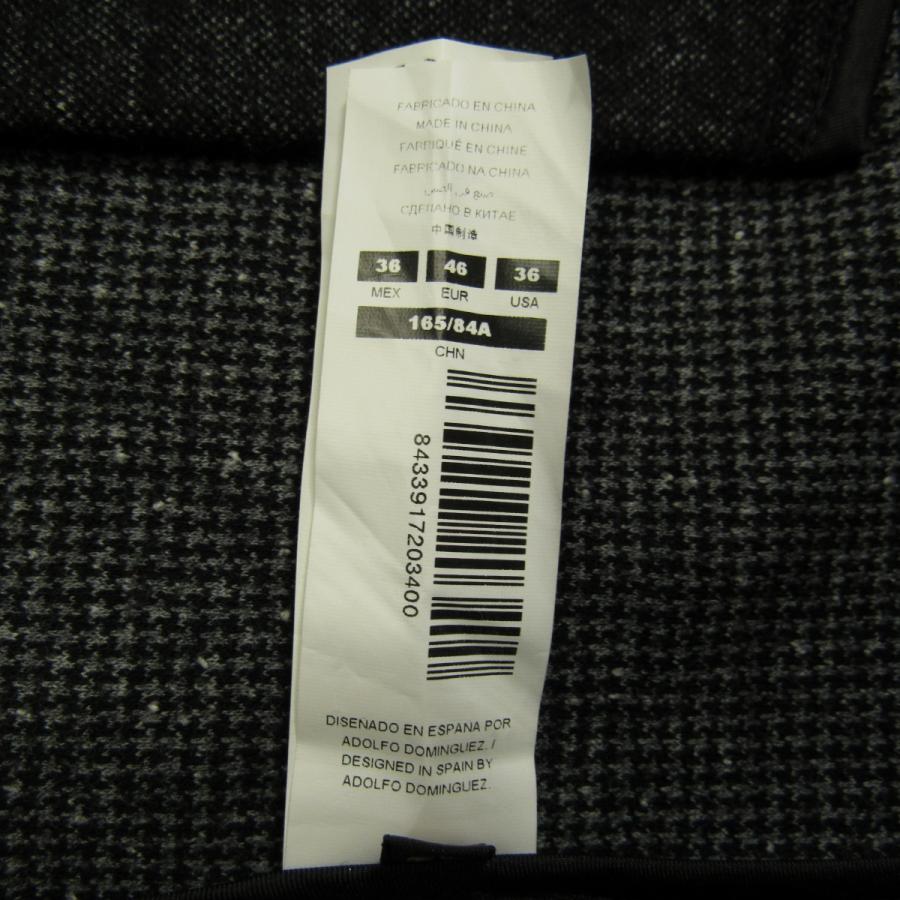 FABRICADO EN CHINA
MADE IN CHINA
FABRIQUÉ EN CHINE
FABRICADO NA CHINA
صنع في الصين
СДЕЛАНО В КИТАЕ
中国制造
36 46 36
MEX EUR USA
165/84A
CHN
8433917203400
DISENADO EN ESPANA POR
ADOLFO DOMINGUEZ. /
DESIGNED IN SPAIN BY
ADOLFO DOMINGUEZ.